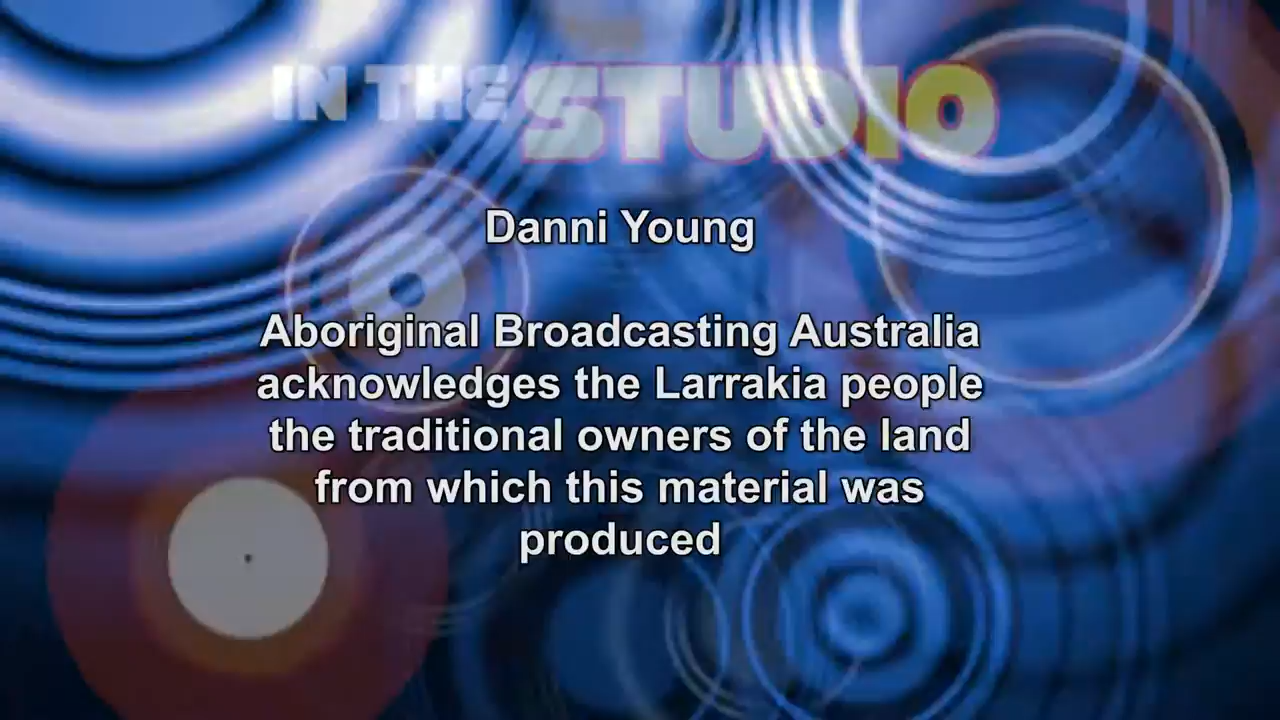 IN THE STUDIO
Danni Young
Aboriginal Broadcasting Australia
acknowledges the Larrakia people
the traditional owners of the land
from which this material was
produced